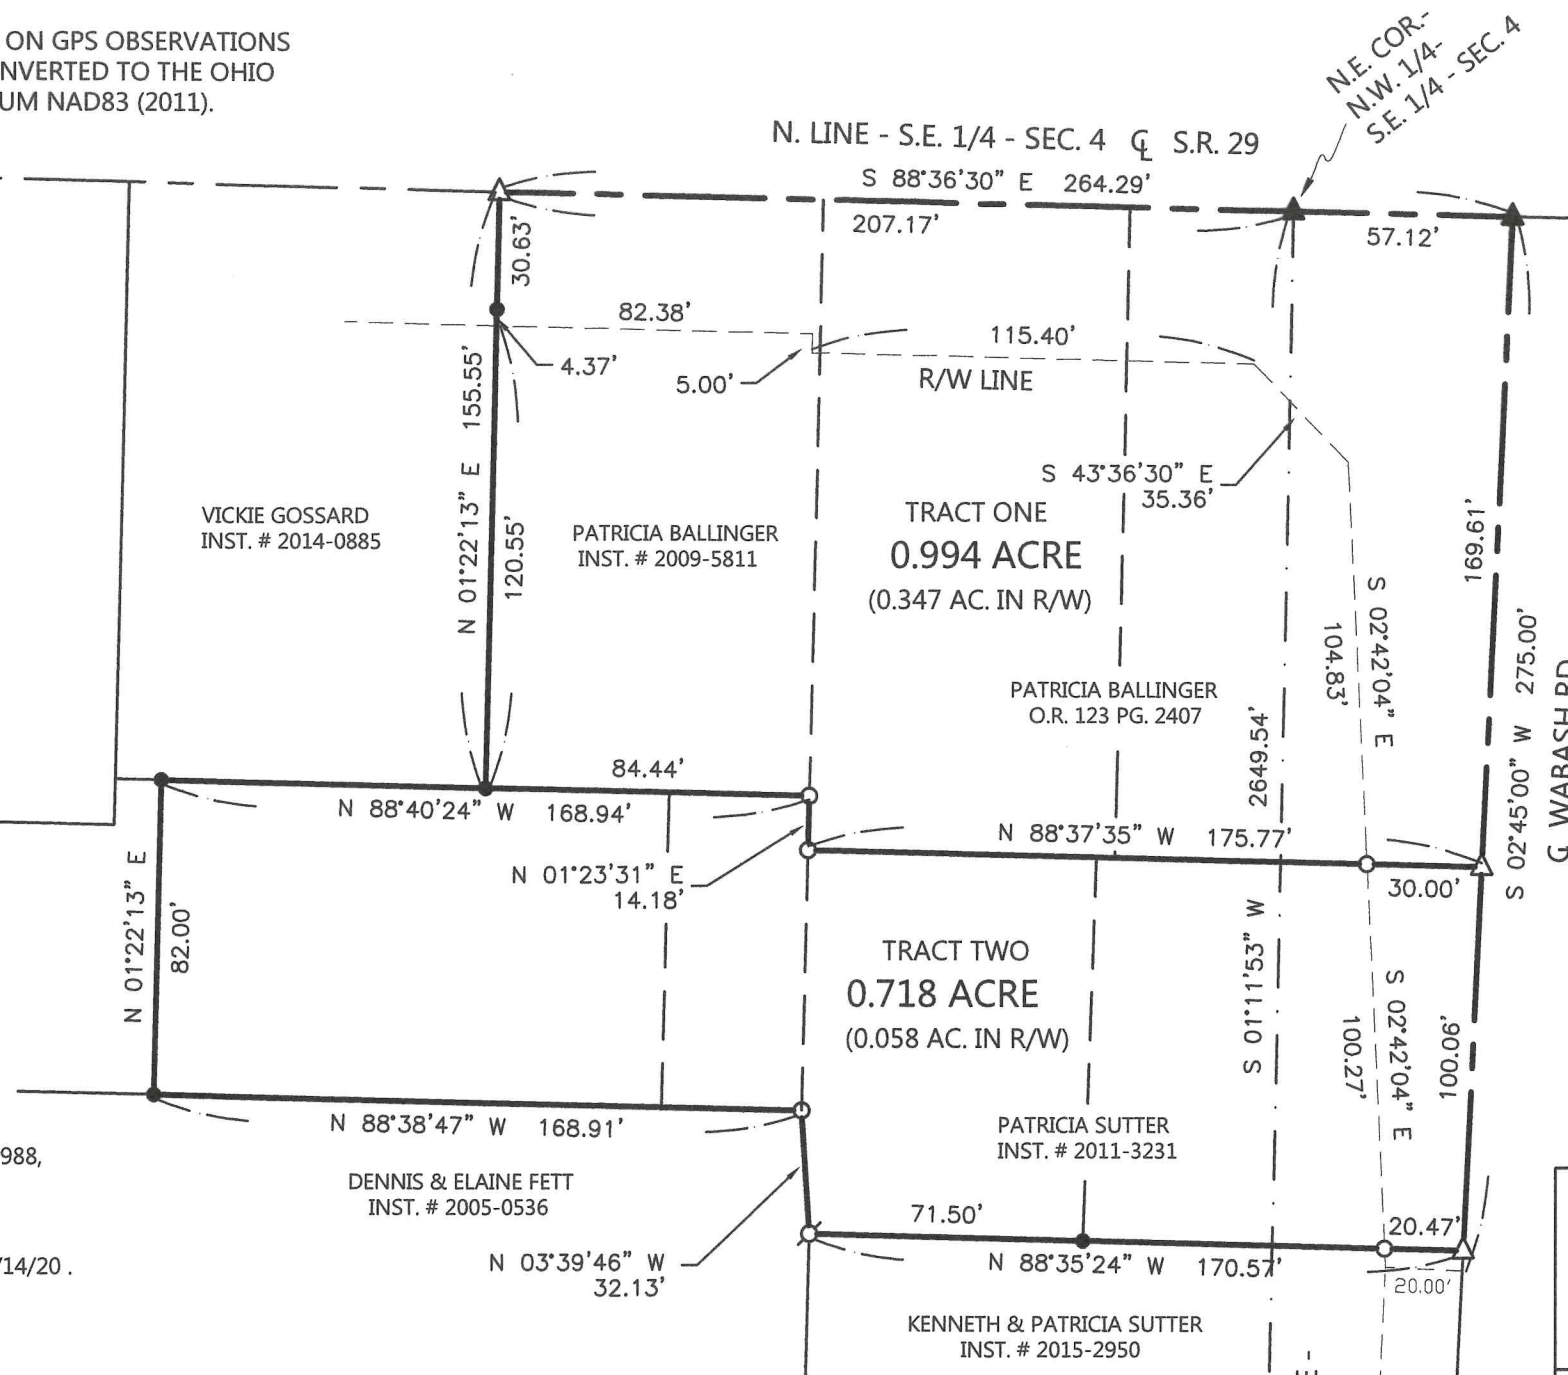 ON GPS OBSERVATIONS
NVERTED TO THE OHIO
UM NAD83 (2011).
N.E. COR.-
N.W. 1/4-
S.E. 1/4 - SEC. 4
N. LINE - S.E. 1/4 - SEC. 4 ℄ S.R. 29
S 88°36'30" E 264.29'
207.17'
57.12'
30.63'
82.38'
115.40'
4.37'
5.00'
R/W LINE
N 01°22'13" E 155.55'
120.55'
S 43°36'30" E
35.36'
VICKIE GOSSARD
INST. # 2014-0885
PATRICIA BALLINGER
INST. # 2009-5811
TRACT ONE
0.994 ACRE
(0.347 AC. IN R/W)
169.61'
S 02°42'04" E
104.83'
S 02°45'00" W 275.00'
WABASH RD
PATRICIA BALLINGER
O.R. 123 PG. 2407
2649.54'
S 01°11'53" W
84.44'
N 88°40'24" W 168.94'
N 88°37'35" W 175.77'
30.00'
N 01°23'31" E
14.18'
N 01°22'13" E
82.00'
TRACT TWO
0.718 ACRE
(0.058 AC. IN R/W)
S 02°42'04" E
100.27'
100.06'
N 88°38'47" W 168.91'
PATRICIA SUTTER
INST. # 2011-3231
988,
DENNIS & ELAINE FETT
INST. # 2005-0536
71.50'
20.47'
/14/20 .
N 03°39'46" W
32.13'
N 88°35'24" W 170.57'
20.00'
KENNETH & PATRICIA SUTTER
INST. # 2015-2950